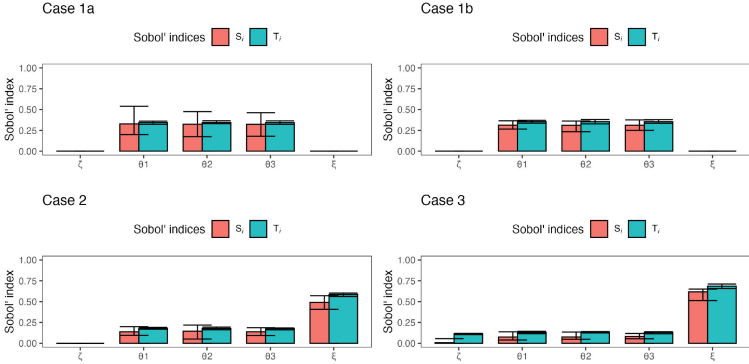 Case 1a
Sobol' indices Si Ti
Sobol' index
1.00
0.75
0.50
0.25
0.00
ζ θ1 θ2 θ3 ξ
Case 1b
Sobol' indices Si Ti
Sobol' index
1.00
0.75
0.50
0.25
0.00
ζ θ1 θ2 θ3 ξ
Case 2
Sobol' indices Si Ti
Sobol' index
1.00
0.75
0.50
0.25
0.00
ζ θ1 θ2 θ3 ξ
Case 3
Sobol' indices Si Ti
Sobol' index
1.00
0.75
0.50
0.25
0.00
ζ θ1 θ2 θ3 ξ